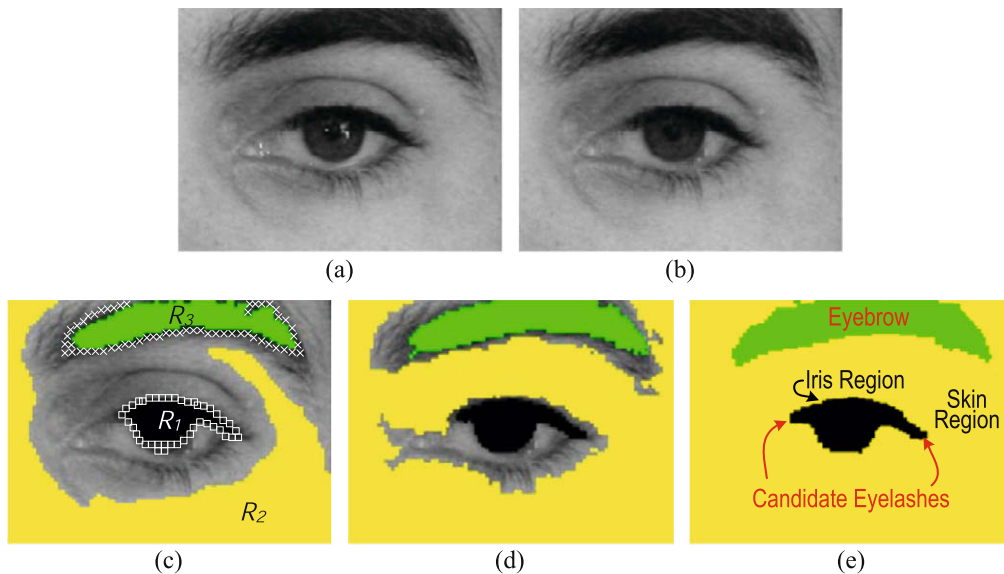 (a)
(b)
R3
R1
R2
(c)
(d)
Eyebrow
Iris Region
Skin
Region
Candidate Eyelashes
(e)